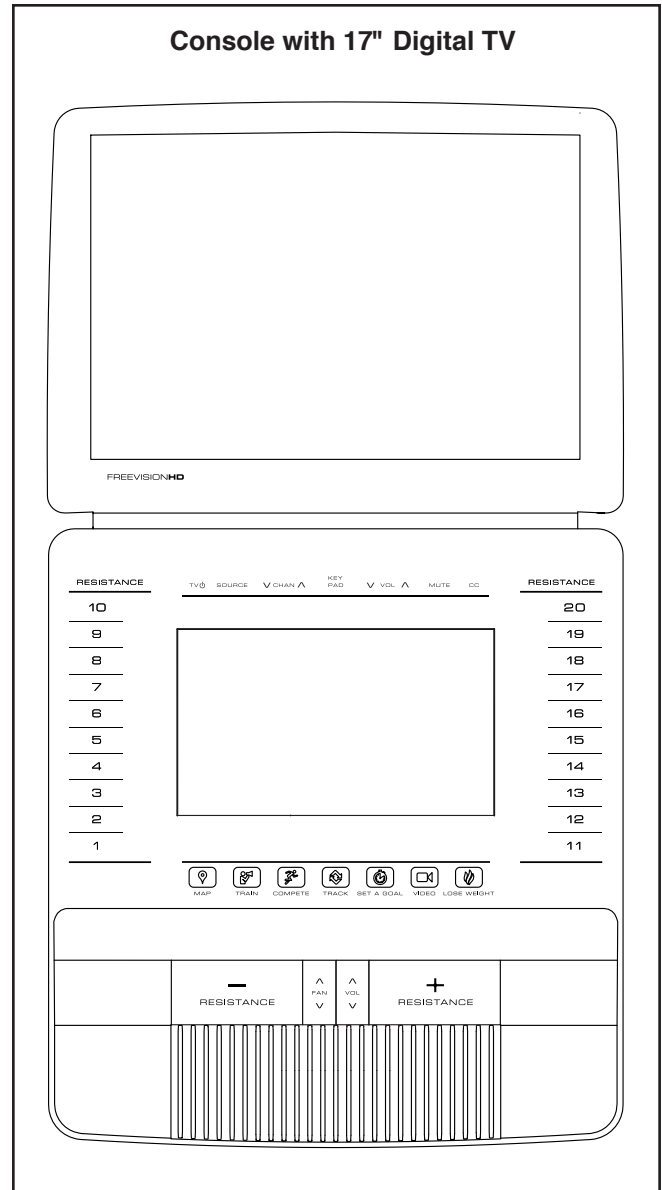 Console with 17" Digital TV
FREEVISIONHD
RESISTANCE
TV SOURCE CHAN KEY PAD VOL MUTE CC
RESISTANCE
10
9
8
7
6
5
4
3
2
1
20
19
18
17
16
15
14
13
12
11
MAP TRAIN COMPETE TRACK SET A GOAL VIDEO LOSE WEIGHT
− RESISTANCE
FAN
VOL
+ RESISTANCE